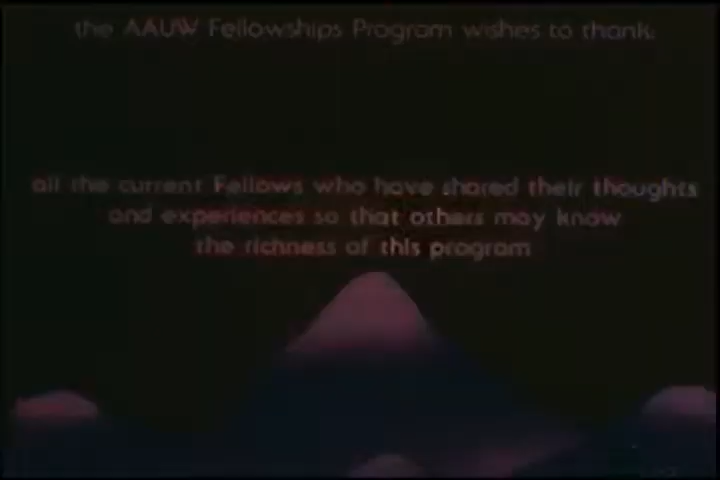 the AAUW Fellowships Program wishes to thank:
all the current Fellows who have shared their thoughts
and experiences so that others may know
the richness of this program